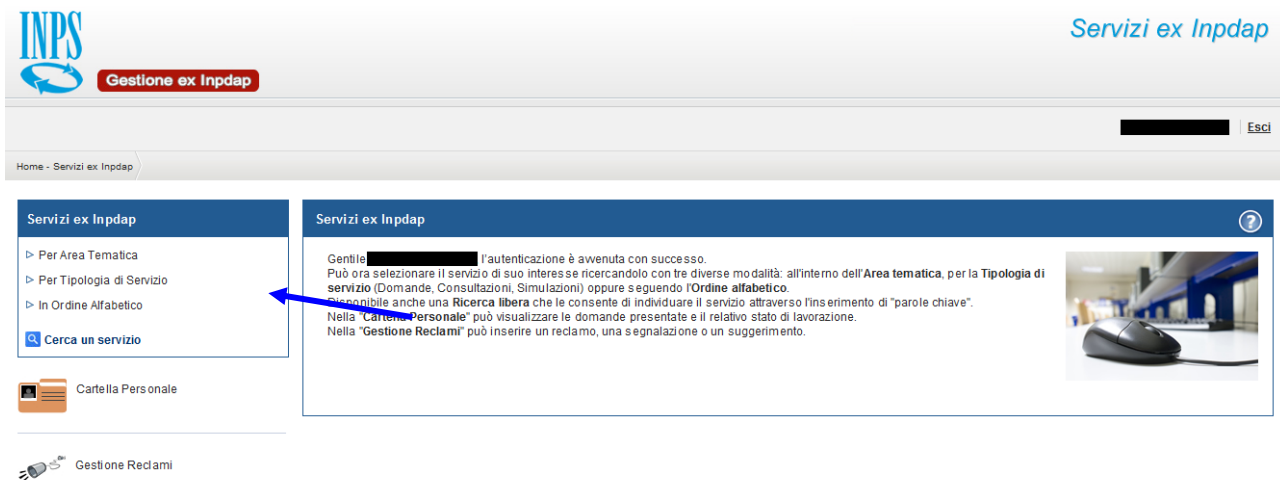 INPS
Gestione ex Inpdap
Servizi ex Inpdap
Esci
Home - Servizi ex Inpdap
Servizi ex Inpdap
Per Area Tematica
Per Tipologia di Servizio
In Ordine Alfabetico
Cerca un servizio
Cartella Personale
Gestione Reclami
Servizi ex Inpdap
?
Gentile l'autenticazione è avvenuta con successo.
Può ora selezionare il servizio di suo interesse ricercandolo con tre diverse modalità: all'interno dell'Area tematica, per la Tipologia di
servizio (Domande, Consultazioni, Simulazioni) oppure seguendo l'Ordine alfabetico.
Disponibile anche una Ricerca libera che le consente di individuare il servizio attraverso l'inserimento di "parole chiave".
Nella "Cartella Personale" può visualizzare le domande presentate e il relativo stato di lavorazione.
Nella "Gestione Reclami" può inserire un reclamo, una segnalazione o un suggerimento.